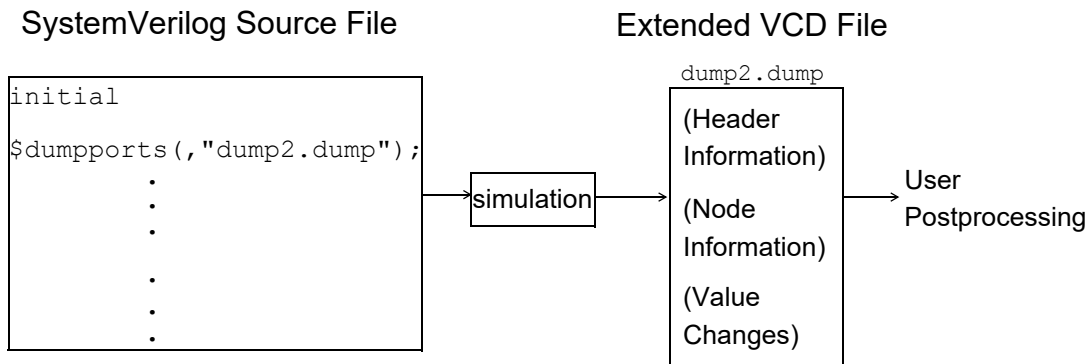 SystemVerilog Source File
initial
$dumpports(,"dump2.dump");
.
.
.
.
.
.
simulation
Extended VCD File
dump2.dump
(Header
Information)
(Node
Information)
(Value
Changes)
User
Postprocessing